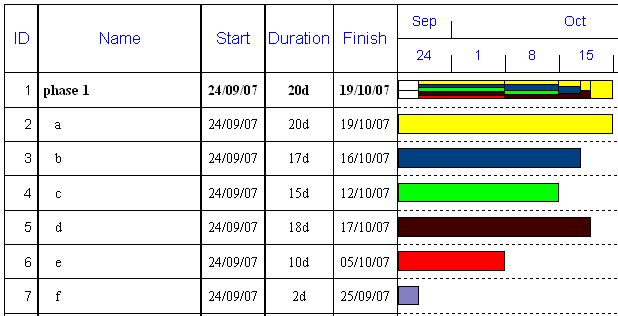 Sep Oct
ID Name Start Duration Finish
24 1 8 15
1 phase 1 24/09/07 20d 19/10/07
2 a 24/09/07 20d 19/10/07
3 b 24/09/07 17d 16/10/07
4 c 24/09/07 15d 12/10/07
5 d 24/09/07 18d 17/10/07
6 e 24/09/07 10d 05/10/07
7 f 24/09/07 2d 25/09/07